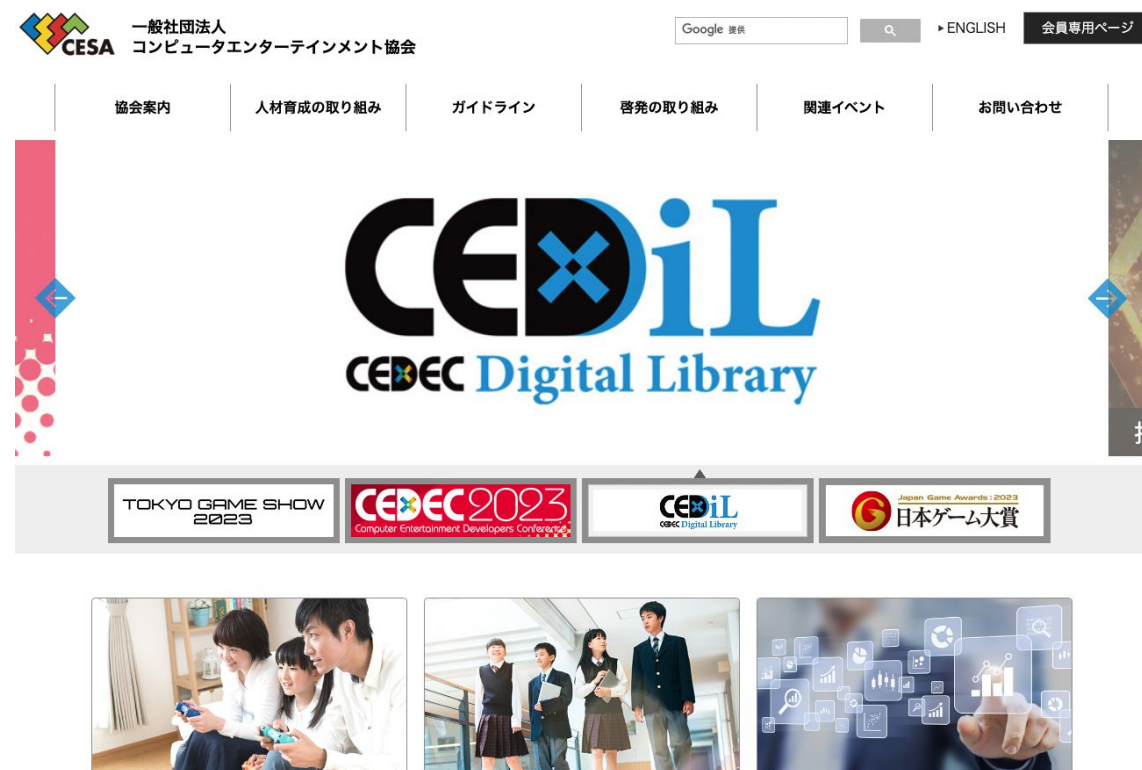 CESA
一般社団法人
コンピュータエンターテインメント協会
Google 提供
ENGLISH
会員専用ページ
協会案内
人材育成の取り組み
ガイドライン
啓発の取り組み
関連イベント
お問い合わせ
CEDiL
CEDEC Digital Library
TOKYO GAME SHOW
2023
CEDEC2023
Computer Entertainment Developers Conference
CEDiL
CEDEC Digital Library
Japan Game Awards : 2023
日本ゲーム大賞